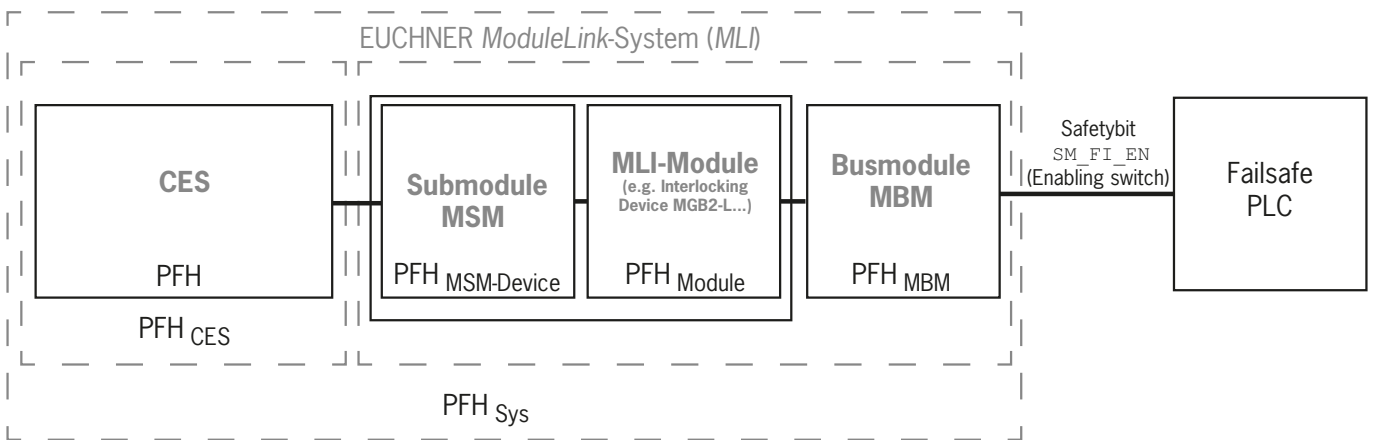 EUCHNER ModuleLink-System (MLI)
CES
PFH
PFH CES
Submodule
MSM
PFH MSM-Device
MLI-Module
(e.g. Interlocking
Device MGB2-L...)
PFH Module
Busmodule
MBM
PFH MBM
PFH Sys
Safetybit
SM_FI_EN
(Enabling switch)
Failsafe
PLC